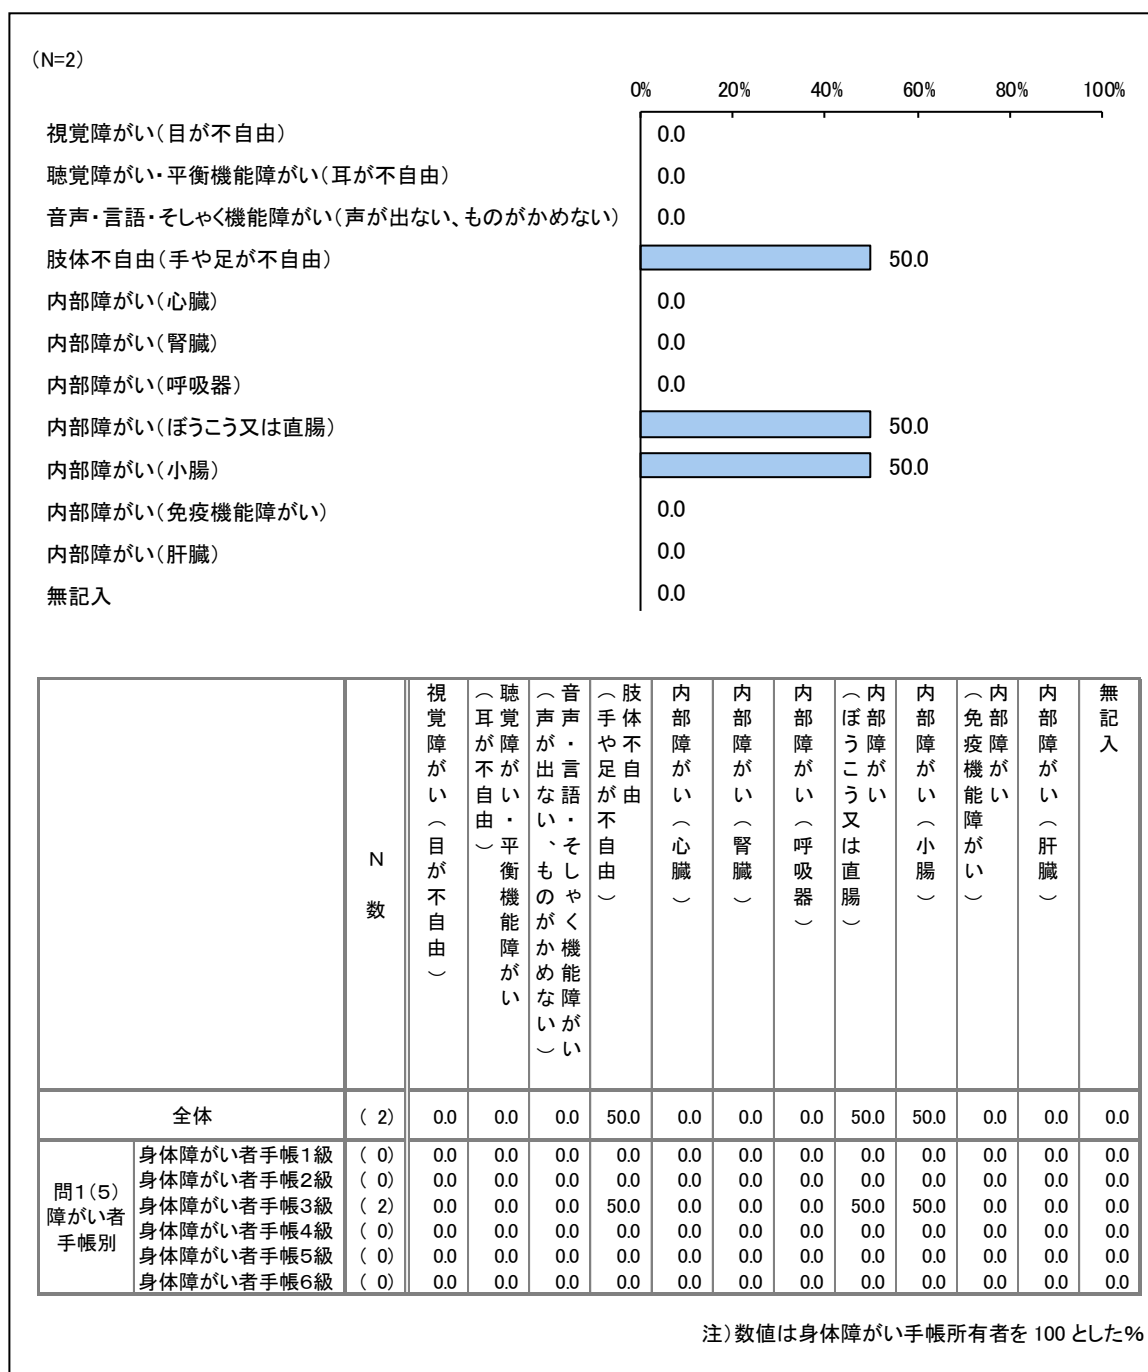 (N=2)
0% 20% 40% 60% 80% 100%
視覚障がい(目が不自由) 0.0
聴覚障がい・平衡機能障がい(耳が不自由) 0.0
音声・言語・そしゃく機能障がい(声が出ない、ものがかめない) 0.0
肢体不自由(手や足が不自由) 50.0
内部障がい(心臓) 0.0
内部障がい(腎臓) 0.0
内部障がい(呼吸器) 0.0
内部障がい(ぼうこう又は直腸) 50.0
内部障がい(小腸) 50.0
内部障がい(免疫機能障がい) 0.0
内部障がい(肝臓) 0.0
無記入 0.0
N数
視覚障がい(目が不自由)
聴覚障がい・平衡機能障がい
(耳が不自由)
音声・言語・そしゃく機能障がい
(声が出ない、ものがかめない)
肢体不自由
(手や足が不自由)
内部障がい(心臓)
内部障がい(腎臓)
内部障がい(呼吸器)
内部障がい
(ぼうこう又は直腸)
内部障がい(小腸)
内部障がい
(免疫機能障がい)
内部障がい(肝臓)
無記入
全体 ( 2) 0.0 0.0 0.0 50.0 0.0 0.0 0.0 50.0 50.0 0.0 0.0 0.0
問1(5)
障がい者
手帳別
身体障がい者手帳1級 ( 0) 0.0 0.0 0.0 0.0 0.0 0.0 0.0 0.0 0.0 0.0 0.0 0.0
身体障がい者手帳2級 ( 0) 0.0 0.0 0.0 0.0 0.0 0.0 0.0 0.0 0.0 0.0 0.0 0.0
身体障がい者手帳3級 ( 2) 0.0 0.0 0.0 50.0 0.0 0.0 0.0 50.0 50.0 0.0 0.0 0.0
身体障がい者手帳4級 ( 0) 0.0 0.0 0.0 0.0 0.0 0.0 0.0 0.0 0.0 0.0 0.0 0.0
身体障がい者手帳5級 ( 0) 0.0 0.0 0.0 0.0 0.0 0.0 0.0 0.0 0.0 0.0 0.0 0.0
身体障がい者手帳6級 ( 0) 0.0 0.0 0.0 0.0 0.0 0.0 0.0 0.0 0.0 0.0 0.0 0.0
注)数値は身体障がい手帳所有者を 100 とした%